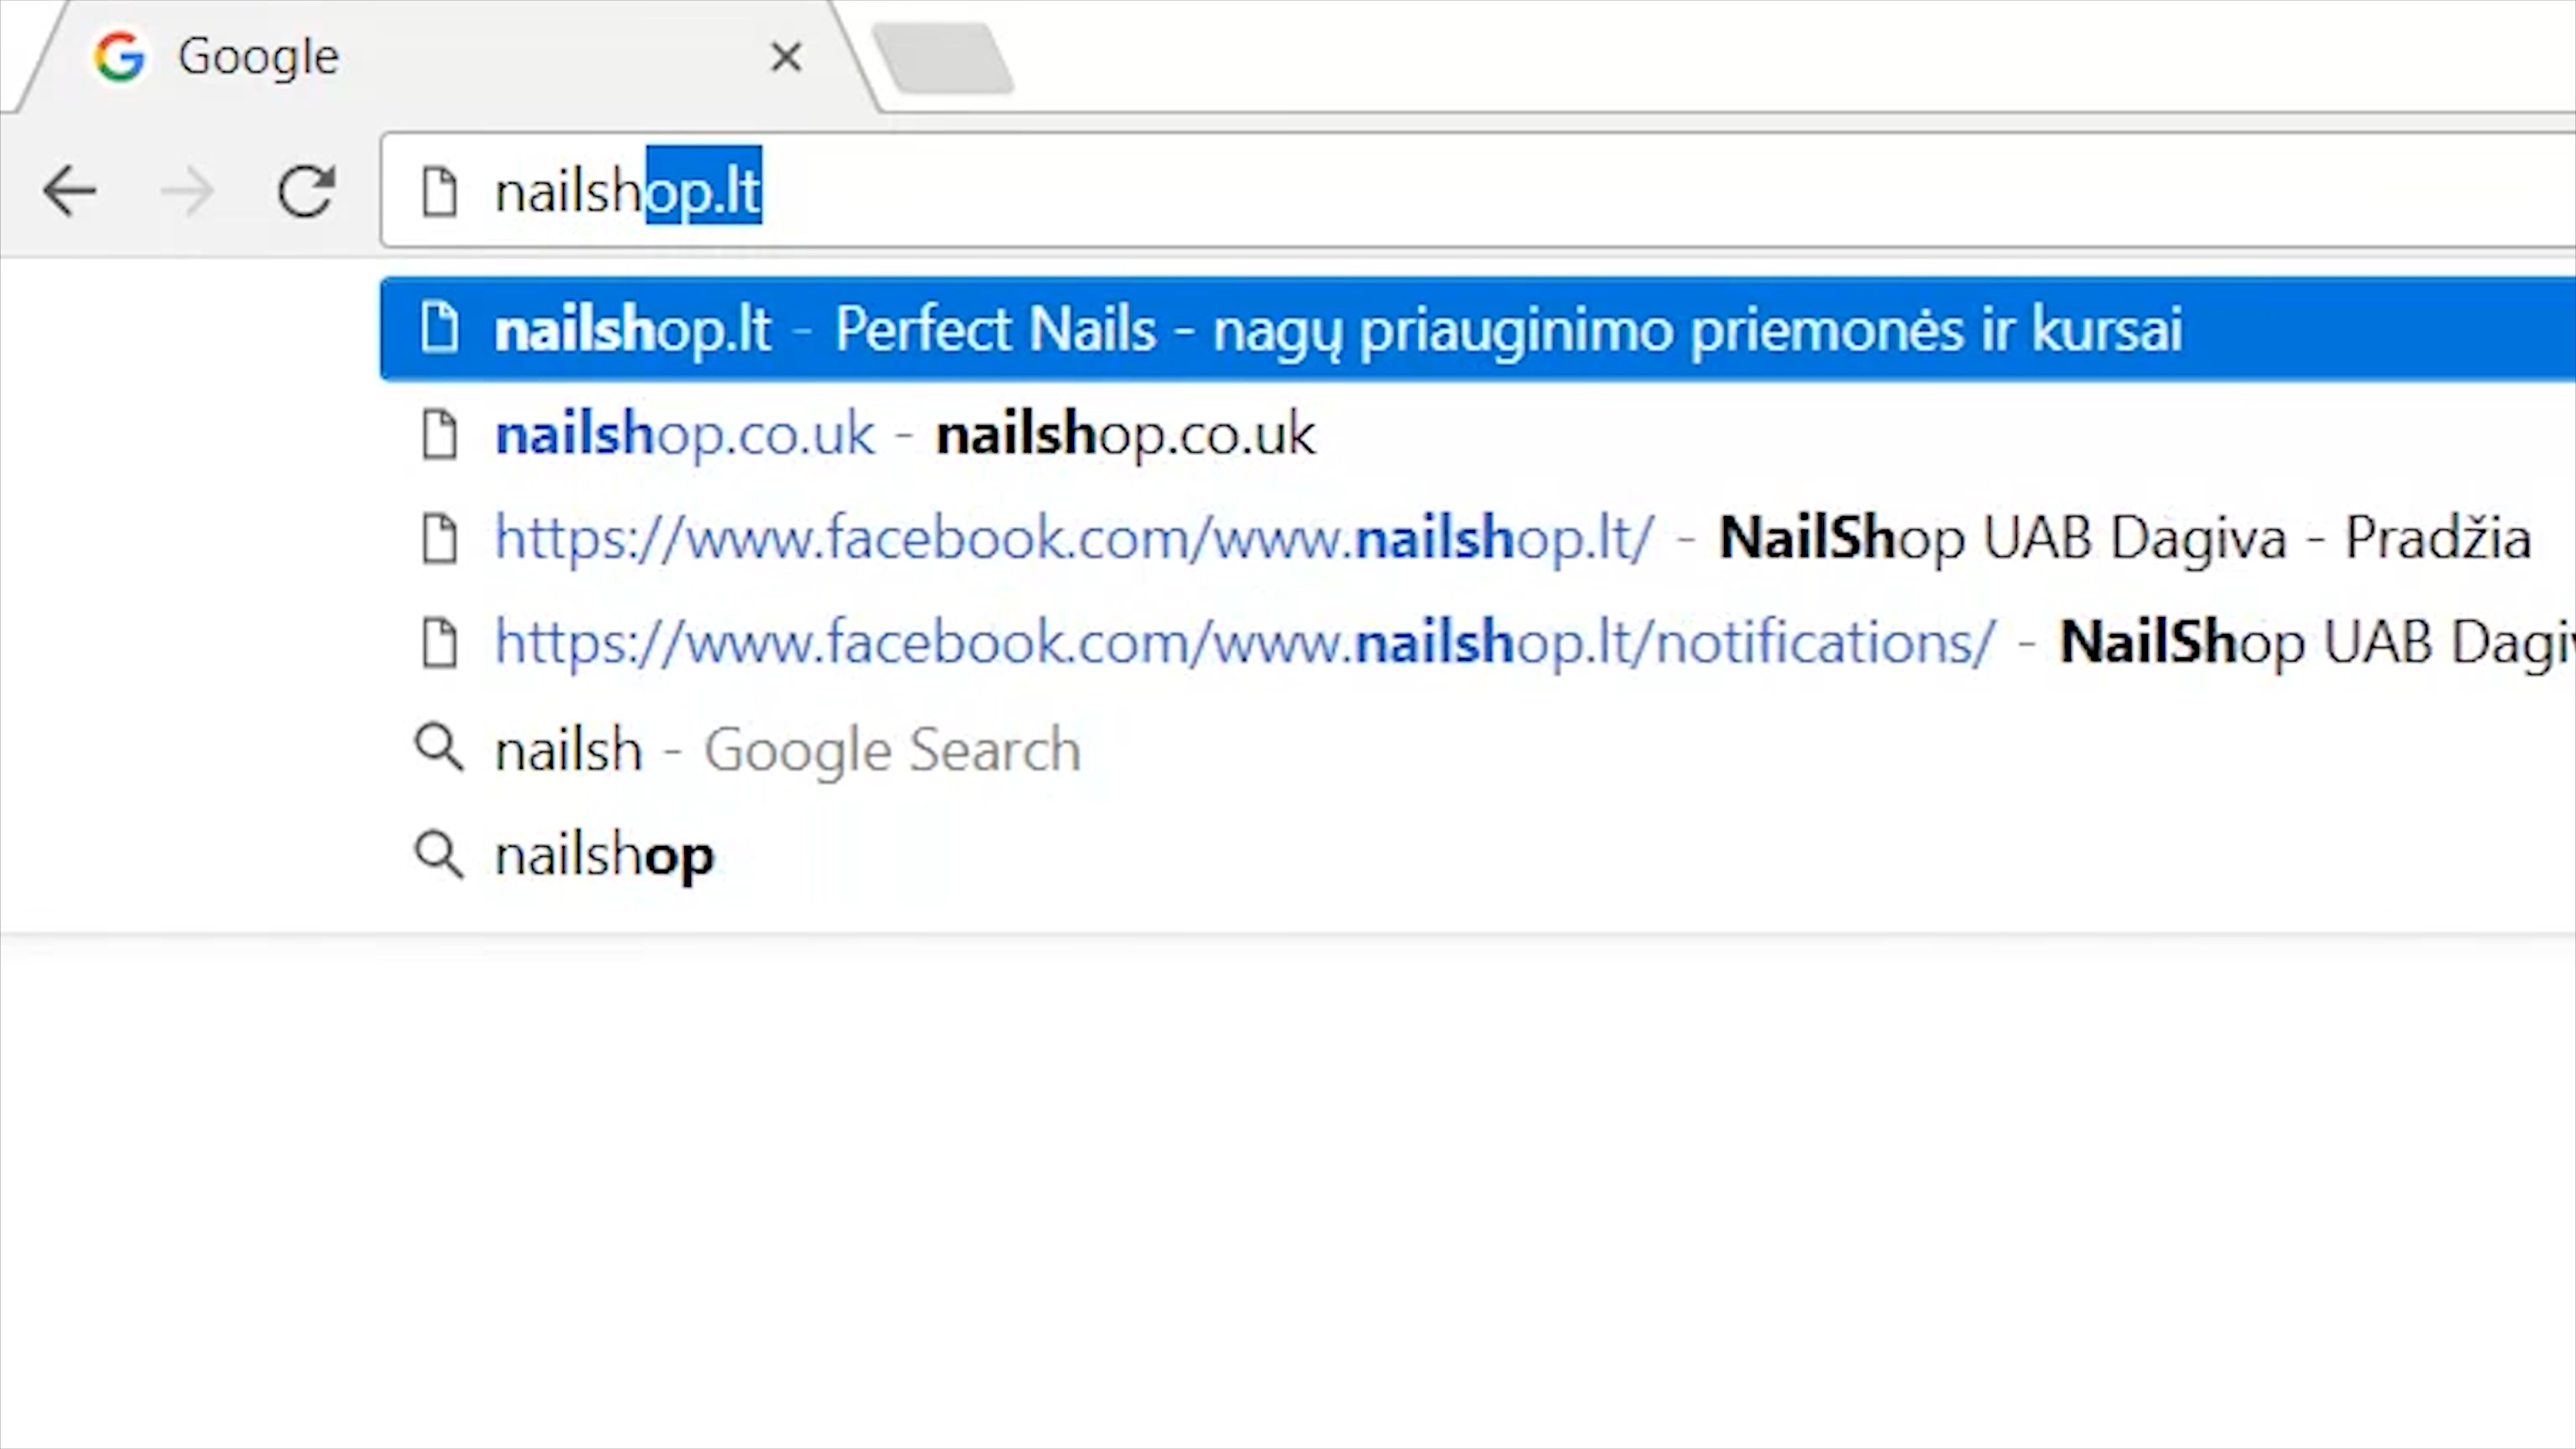 Google
nailshop.lt
nailshop.lt - Perfect Nails - nagų priauginimo priemonės ir kursai
nailshop.co.uk - nailshop.co.uk
https://www.facebook.com/www.nailshop.lt/ - NailShop UAB Dagiva - Pradžia
https://www.facebook.com/www.nailshop.lt/notifications/ - NailShop UAB
nailsh - Google Search
nailshop